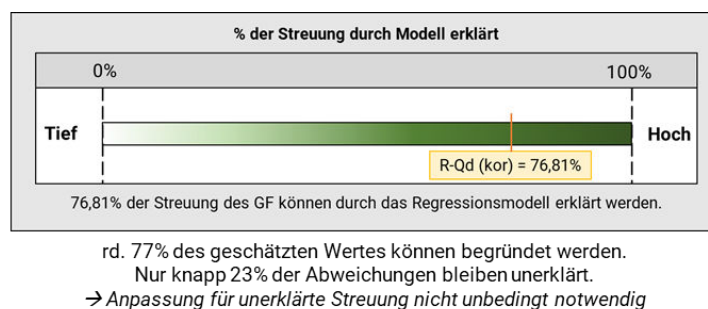 % der Streuung durch Modell erklärt
0% 100%
Tief Hoch
R-Qd (kor) = 76,81%
76,81% der Streuung des GF können durch das Regressionsmodell erklärt werden.
rd. 77% des geschätzten Wertes können begründet werden.
Nur knapp 23% der Abweichungen bleiben unerklärt.
→ Anpassung für unerklärte Streuung nicht unbedingt notwendig